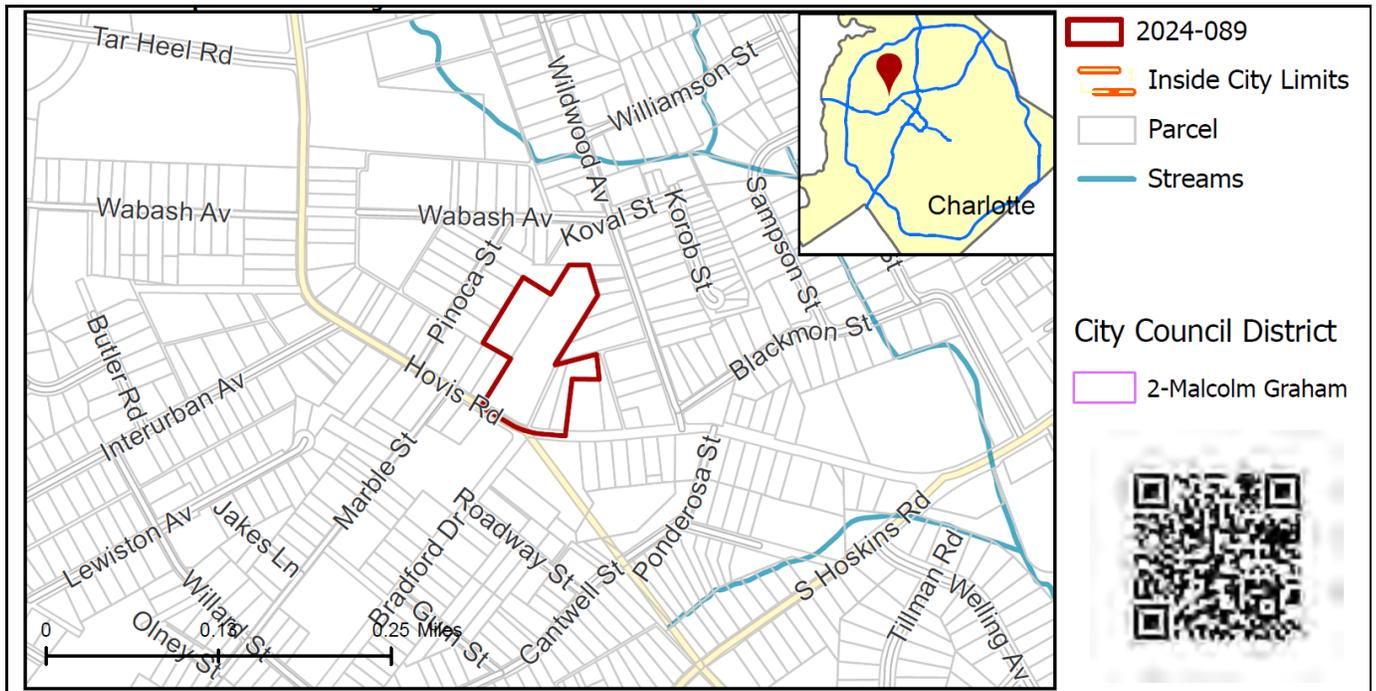 Tar Heel Rd
Wildwood Av
Williamson St
Wabash Av
Wabash Av
Koval St
Korob St
Sampson St
St
Pinoca St
Butler Rd
Hovis Rd
Blackmon St
Interurban Av
Marble St
Ponderosa St
Lewiston Av
Jakes Ln
Roadway St
Bradford Dr
S Hoskins Rd
Tillman Rd
Welling Av
Willard St
Olney St
Cantwell St
0
0.13
0.25 Miles
Charlotte
2024-089
Inside City Limits
Parcel
Streams
City Council District
2-Malcolm Graham